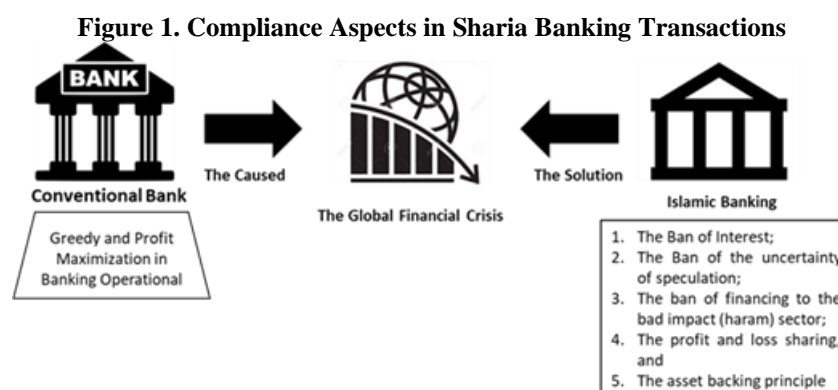 Figure 1. Compliance Aspects in Sharia Banking Transactions
BANK
The Caused
The Solution
Conventional Bank
The Global Financial Crisis
Islamic Banking
Greedy and Profit
Maximization in
Banking Operational
1. The Ban of Interest;
2. The Ban of the uncertainty
of speculation;
3. The ban of financing to the
bad impact (haram) sector;
4. The profit and loss sharing,
and
5. The asset backing principle